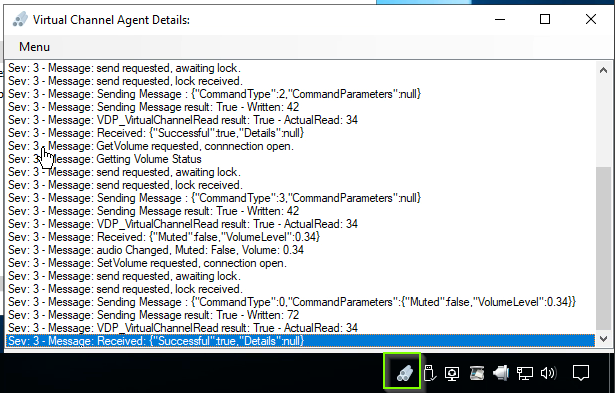 Virtual Channel Agent Details:
Menu
Sev: 3 - Message: send requested, awaiting lock.
Sev: 3 - Message: send requested, lock received.
Sev: 3 - Message: Sending Message : {"CommandType":2,"CommandParameters":null}
Sev: 3 - Message: Sending Message result: True - Written: 42
Sev: 3 - Message: VDP_VirtualChannelRead result: True - ActualRead: 34
Sev: 3 - Message: Received: {"Successful":true,"Details":null}
Sev: 3 - Message: GetVolume requested, connnection open.
Sev: 3 - Message: Getting Volume Status
Sev: 3 - Message: send requested, awaiting lock.
Sev: 3 - Message: send requested, lock received.
Sev: 3 - Message: Sending Message : {"CommandType":3,"CommandParameters":null}
Sev: 3 - Message: Sending Message result: True - Written: 42
Sev: 3 - Message: VDP_VirtualChannelRead result: True - ActualRead: 34
Sev: 3 - Message: Received: {"Muted":false,"VolumeLevel":0.34}
Sev: 3 - Message: audio Changed, Muted: False, Volume: 0.34
Sev: 3 - Message: SetVolume requested, connnection open.
Sev: 3 - Message: send requested, awaiting lock.
Sev: 3 - Message: send requested, lock received.
Sev: 3 - Message: Sending Message : {"CommandType":0,"CommandParameters":{"Muted":false,"VolumeLevel":0.34}}
Sev: 3 - Message: Sending Message result: True - Written: 72
Sev: 3 - Message: VDP_VirtualChannelRead result: True - ActualRead: 34
Sev: 3 - Message: Received: {"Successful":true,"Details":null}